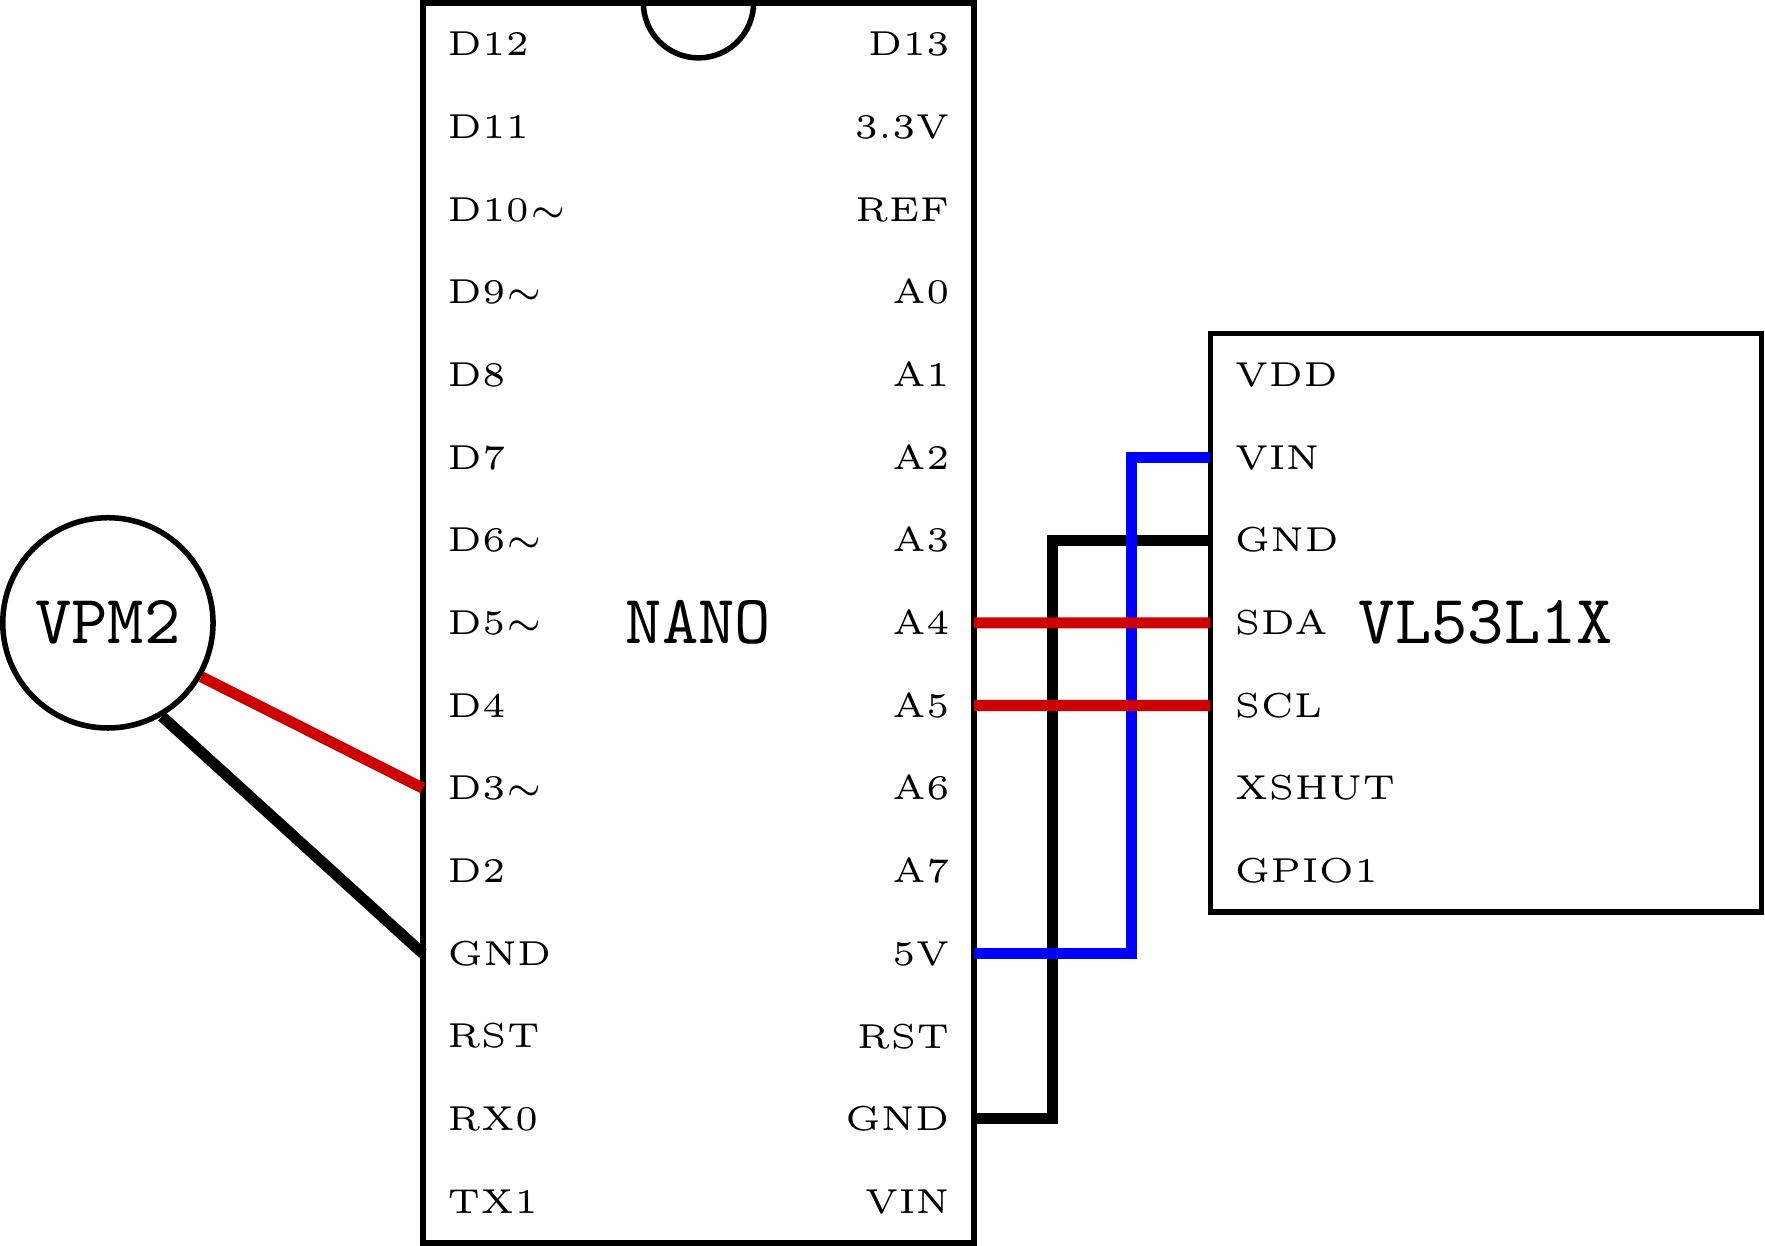 D12
D11
D10~
D9~
D8
D7
D6~
D5~
D4
D3~
D2
GND
RST
RX0
TX1
D13
3.3V
REF
A0
A1
A2
A3
A4
A5
A6
A7
5V
RST
GND
VIN
NANO
VPM2
VDD
VIN
GND
SDA
SCL
XSHUT
GPIO1
VL53L1X